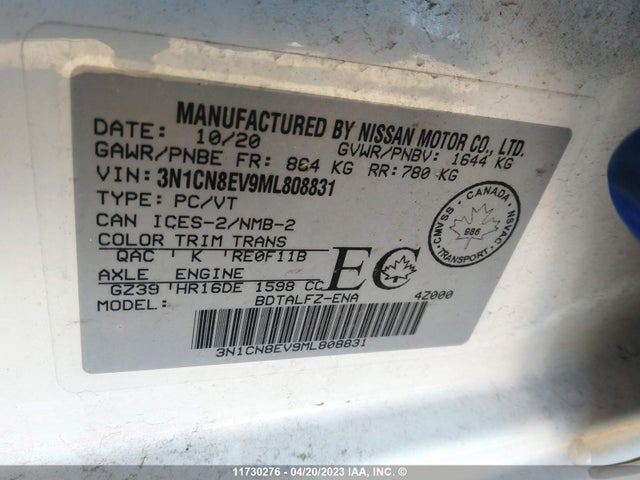 MANUFACTURED BY NISSAN MOTOR CO., LTD.
DATE: 10/20 GVWR/PNBV: 1644 KG
GAWR/PNBE FR: 864 KG RR: 780 KG
VIN: 3N1CN8EV9ML808831
TYPE: PC/VT
CAN ICES-2/NMB-2
COLOR TRIM TRANS
QAC K RE0F11B
AXLE ENGINE
GZ39 HR16DE 1598 CC
MODEL: BDTALFZ-ENA 4Z000
3N1CN8EV9ML808831
EC
CANADA
CMVSS NSVAC
986
TRANSPORT
11730276 - 04/20/2023 IAA, INC. ©